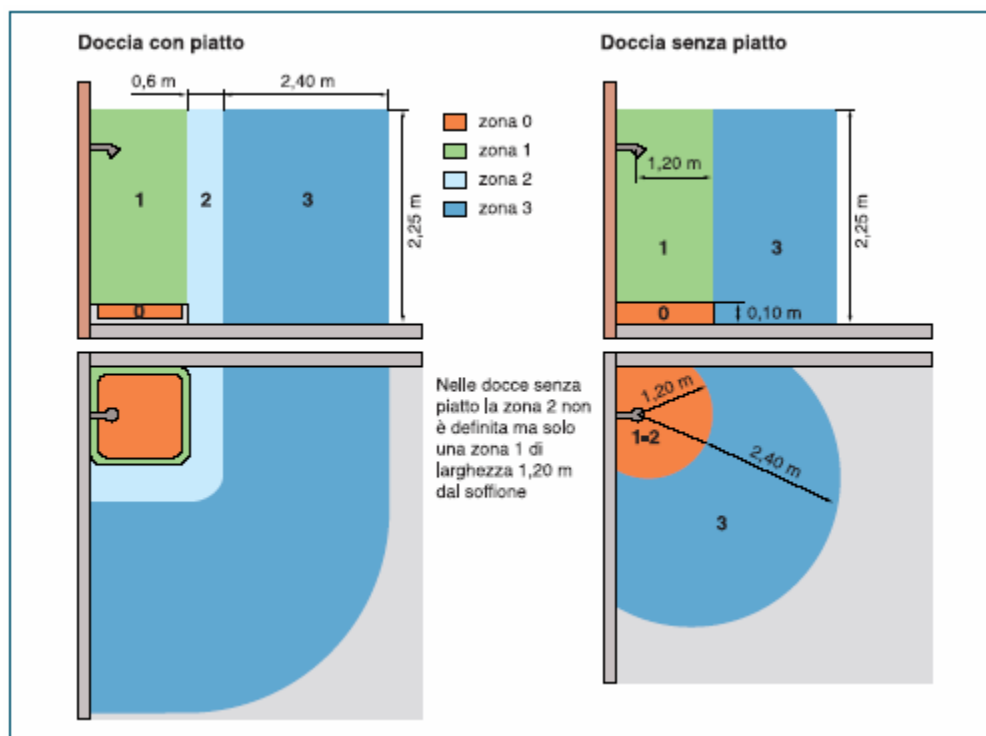 Doccia con piatto
Doccia senza piatto
0,6 m
2,40 m
zona 0
zona 1
zona 2
zona 3
1
2
3
0
2,25 m
1,20 m
1
3
0
2,25 m
0,10 m
Nelle docce senza
piatto la zona 2 non
è definita ma solo
una zona 1 di
larghezza 1,20 m
dal soffione
1,20 m
1=2
2,40 m
3